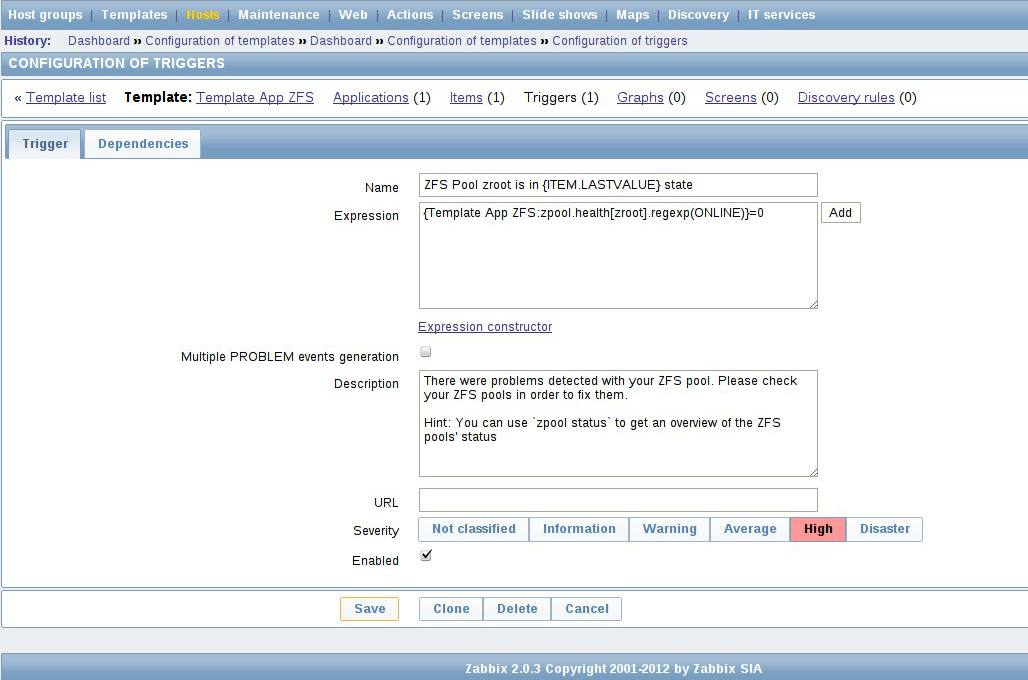 Host groups | Templates | Hosts | Maintenance | Web | Actions | Screens | Slide shows | Maps | Discovery | IT services
History: Dashboard ›› Configuration of templates ›› Dashboard ›› Configuration of templates ›› Configuration of triggers
CONFIGURATION OF TRIGGERS
« Template list Template: Template App ZFS Applications (1) Items (1) Triggers (1) Graphs (0) Screens (0) Discovery rules (0)
Trigger Dependencies
Name ZFS Pool zroot is in {ITEM.LASTVALUE} state
Expression {Template App ZFS:zpool.health[zroot].regexp(ONLINE)}=0 Add
Expression constructor
Multiple PROBLEM events generation
Description There were problems detected with your ZFS pool. Please check
your ZFS pools in order to fix them.
Hint: You can use `zpool status` to get an overview of the ZFS
pools' status
URL
Severity Not classified Information Warning Average High Disaster
Enabled
Save Clone Delete Cancel
Zabbix 2.0.3 Copyright 2001-2012 by Zabbix SIA